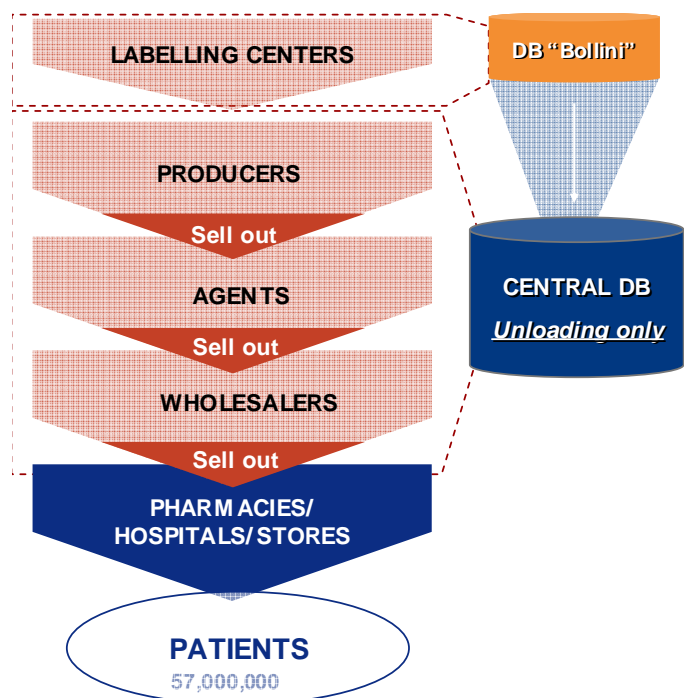 LABELLING CENTERS
DB "Bollini"
PRODUCERS
Sell out
CENTRAL DB
Unloading only
AGENTS
Sell out
WHOLESALERS
Sell out
PHARMACIES/
HOSPITALS/STORES
PATIENTS
57,000,000